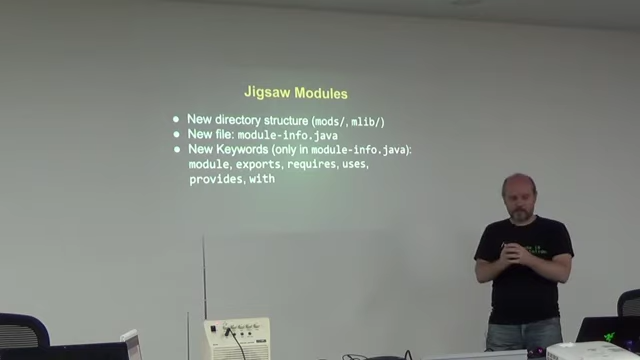 Jigsaw Modules
● New directory structure (mods/, mlib/)
● New file: module-info.java
● New Keywords (only in module-info.java):
module, exports, requires, uses,
provides, with